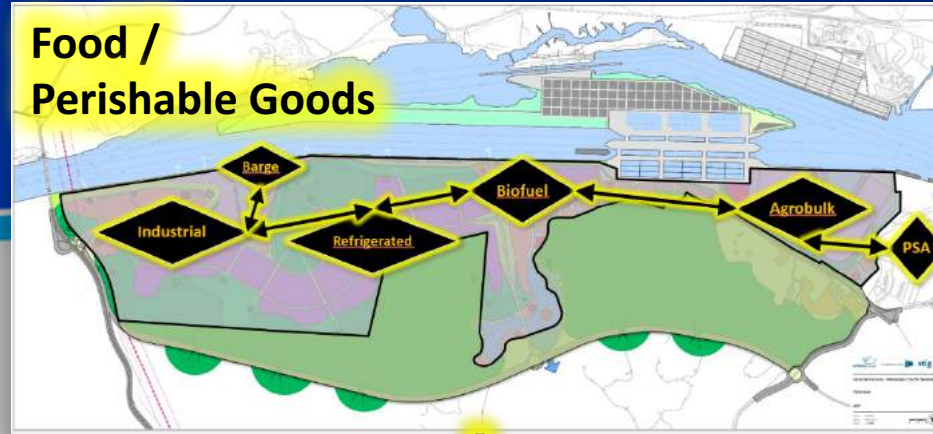 Food /
Perishable Goods
Barge
Biofuel
Industrial
Refrigerated
Agrobulk
PSA